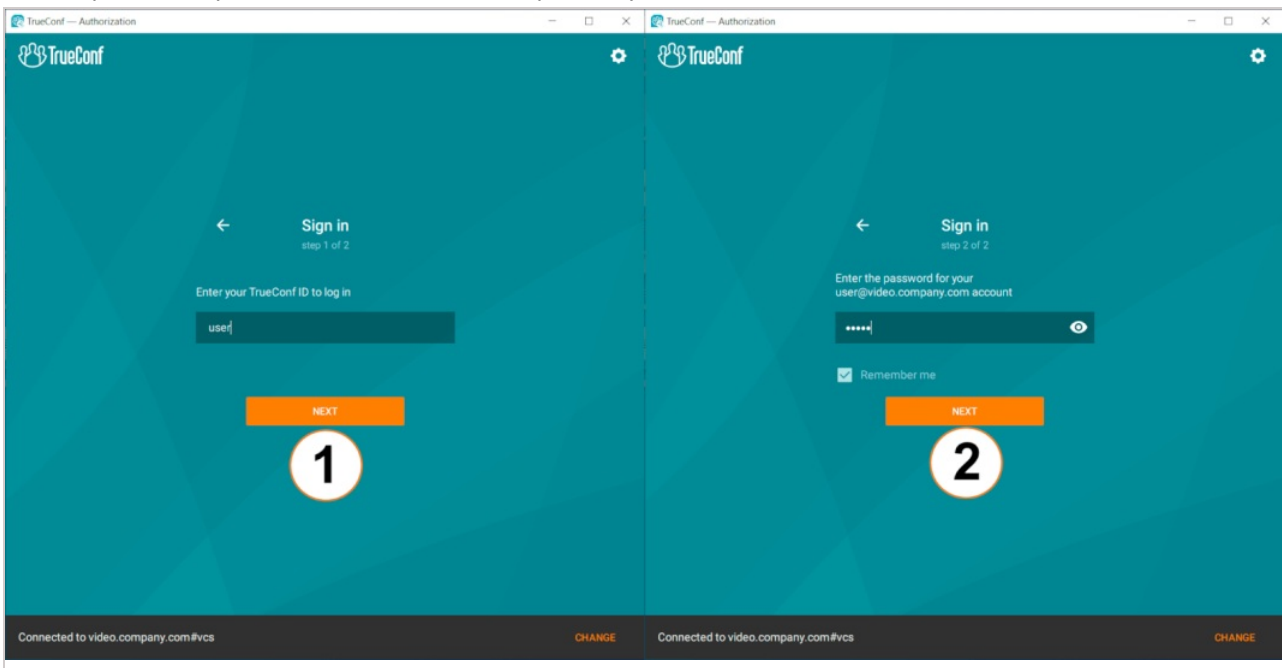 TrueConf — Authorization
TrueConf
Sign in
step 1 of 2
Enter your TrueConf ID to log in
user
NEXT
1
Connected to video.company.com#vcs
CHANGE
TrueConf — Authorization
TrueConf
Sign in
step 2 of 2
Enter the password for your
user@video.company.com account
•••••
Remember me
NEXT
2
Connected to video.company.com#vcs
CHANGE